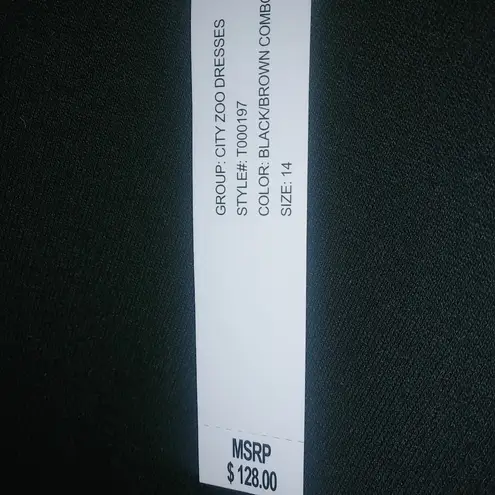 GROUP: CITY ZOO DRESSES
STYLE#: T000197
COLOR: BLACK/BROWN COMBO
SIZE: 14
MSRP
$ 128.00